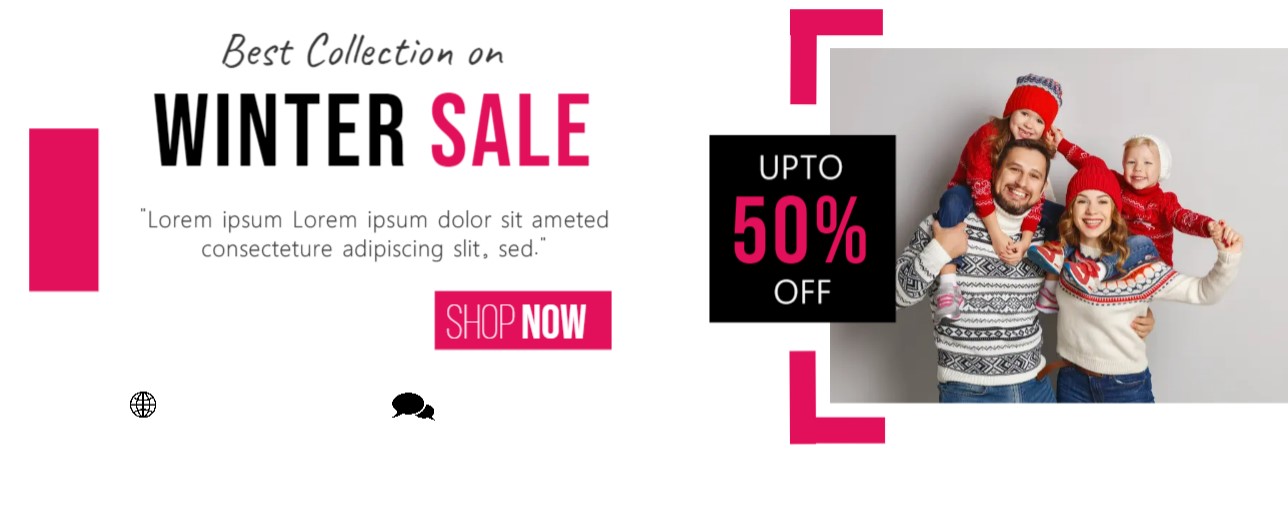 Best Collection on
WINTER SALE
"Lorem ipsum Lorem ipsum dolor sit ameted
consecteture adipiscing slit, sed."
SHOP NOW
UPTO
50%
OFF